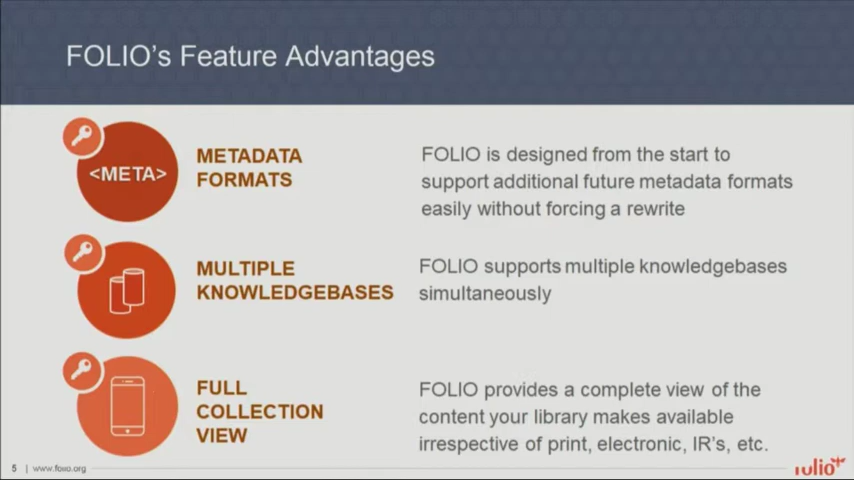 FOLIO's Feature Advantages
<META>
METADATA
FORMATS
FOLIO is designed from the start to
support additional future metadata formats
easily without forcing a rewrite
MULTIPLE
KNOWLEDGEBASES
FOLIO supports multiple knowledgebases
simultaneously
FULL
COLLECTION
VIEW
FOLIO provides a complete view of the
content your library makes available
irrespective of print, electronic, IR's, etc.
5 | www.folio.org
folio